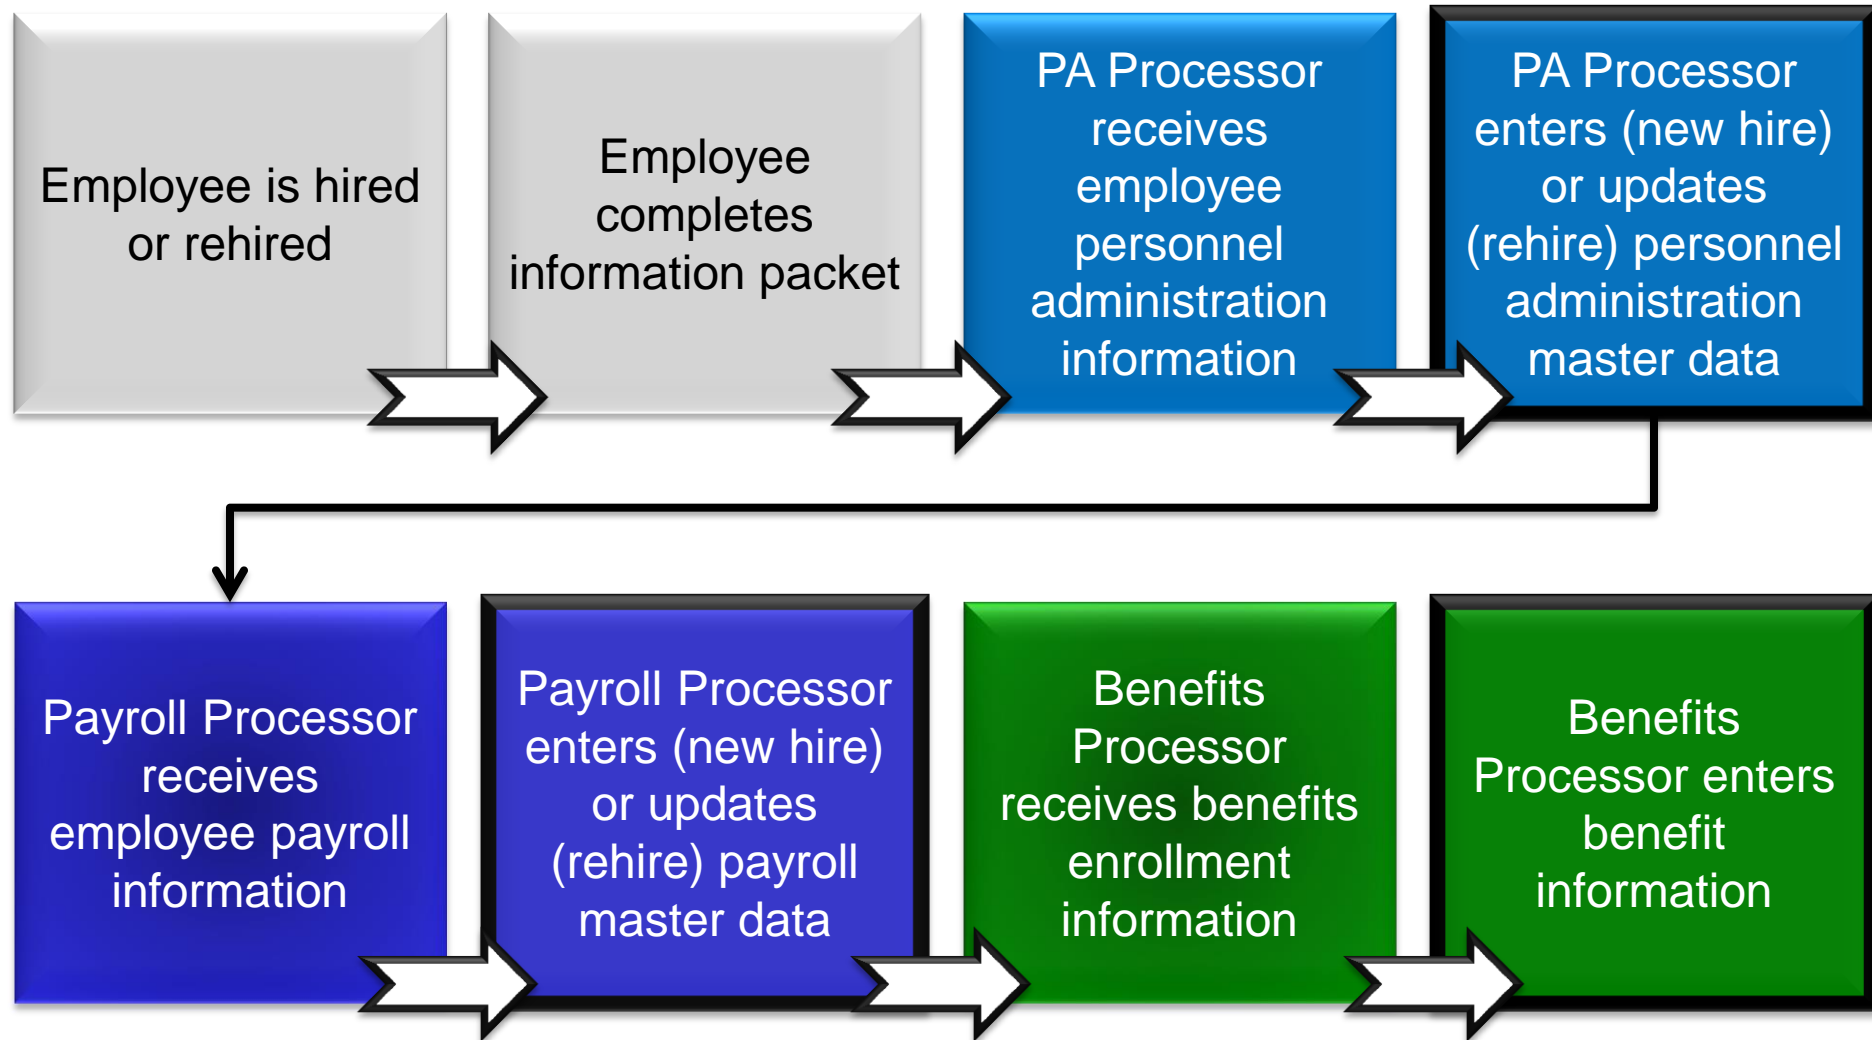 Employee is hired
or rehired
Employee
completes
information packet
PA Processor
receives
employee
personnel
administration
information
PA Processor
enters (new hire)
or updates
(rehire) personnel
administration
master data
Payroll Processor
receives
employee payroll
information
Payroll Processor
enters (new hire)
or updates
(rehire) payroll
master data
Benefits
Processor
receives benefits
enrollment
information
Benefits
Processor enters
benefit
information